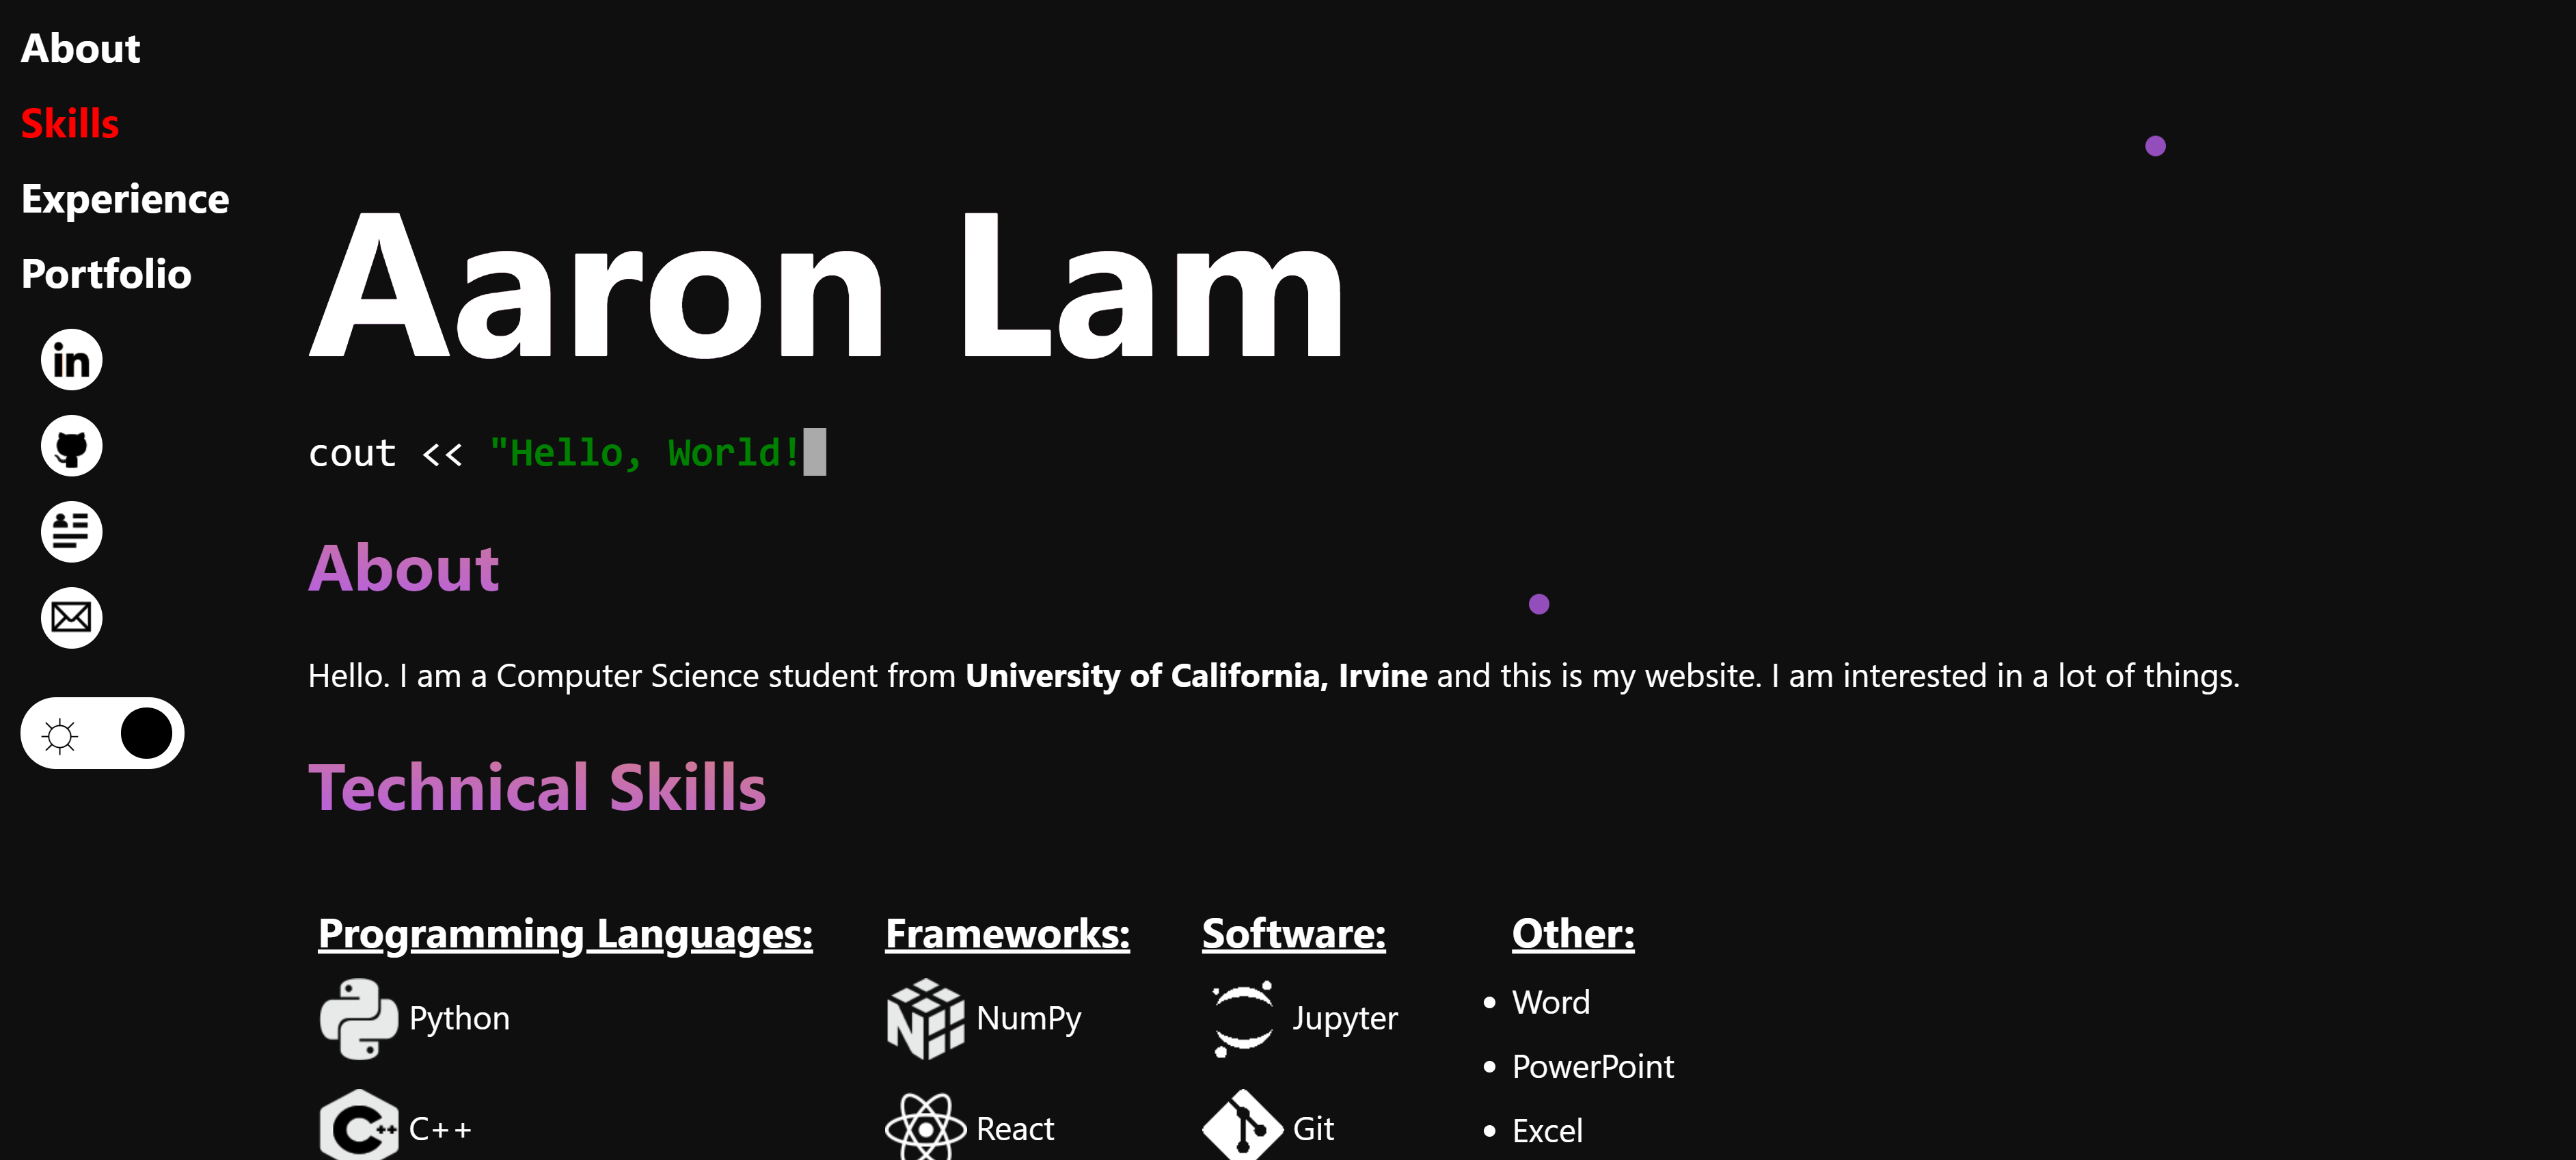 About
Skills
Experience
Portfolio
in
Aaron Lam
cout << "Hello, World!
About
Hello. I am a Computer Science student from University of California, Irvine and this is my website. I am interested in a lot of things.
Technical Skills
Programming Languages:
Python
C++
Frameworks:
NumPy
React
Software:
Jupyter
Git
Other:
• Word
• PowerPoint
• Excel